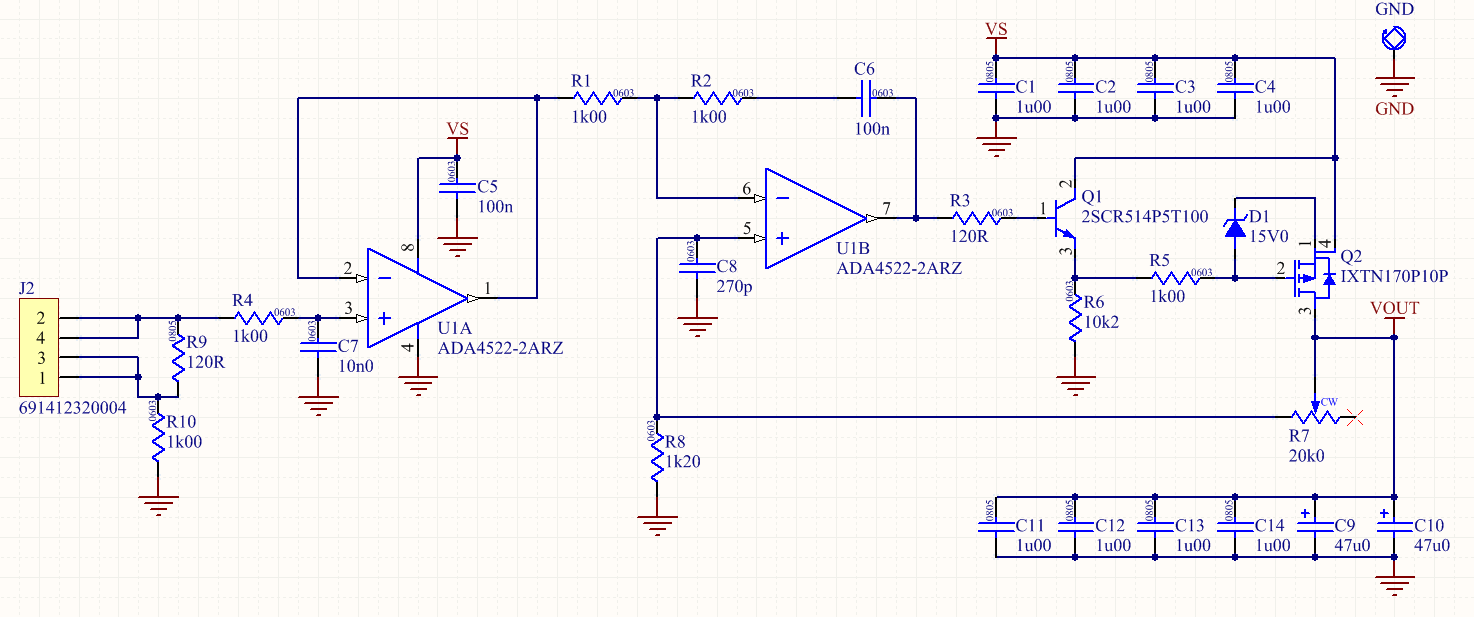 GND
GND
VS
0805
C1
1u00
0805
C2
1u00
0805
C3
1u00
0805
C4
1u00
R1
0603
1k00
R2
0603
1k00
C6
0603
100n
VS
0603
C5
100n
8
2
3
1
4
U1A
ADA4522-2ARZ
6
5
7
U1B
ADA4522-2ARZ
0603
C8
270p
R3
0603
120R
2
1
3
Q1
2SCR514P5T100
D1
15V0
R5
0603
1k00
0603
R6
10k2
1
4
2
3
Q2
IXTN170P10P
VOUT
J2
2
4
3
1
691412320004
R4
0603
1k00
0805
R9
120R
0603
C7
10n0
0603
R10
1k00
0603
R8
1k20
CW
R7
20k0
0805
C11
1u00
0805
C12
1u00
0805
C13
1u00
0805
C14
1u00
C9
47u0
C10
47u0